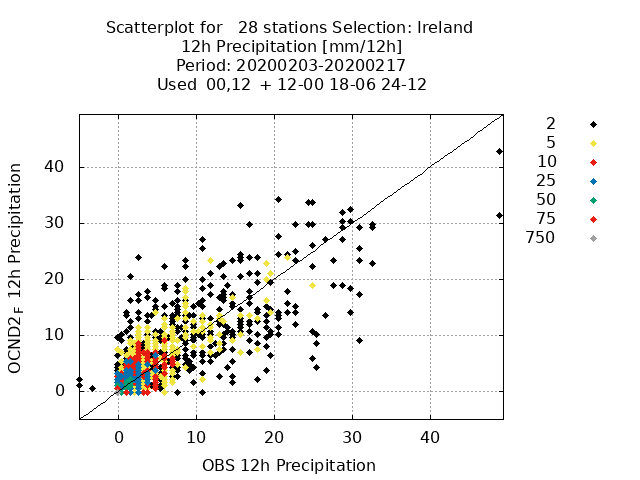 Scatterplot for   28 stations Selection: Ireland
12h Precipitation [mm/12h]
Period: 20200203-20200217
Used  00,12  + 12-00 18-06 24-12
OCND2F 12h Precipitation
40
30
20
10
0
0 10 20 30 40
OBS 12h Precipitation
2
5
10
25
50
75
750